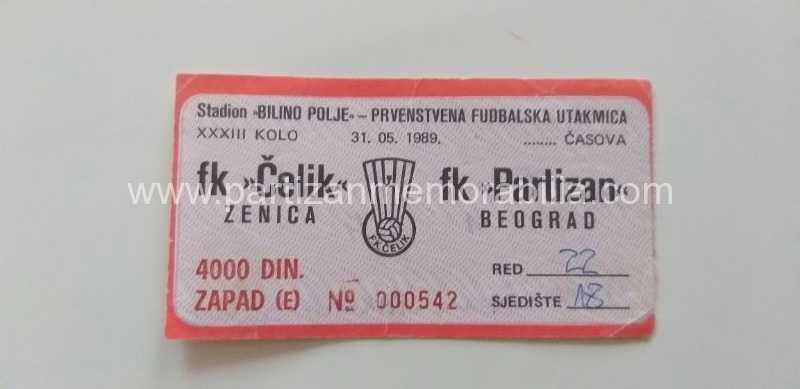 Stadion »BILINO POLJE« – PRVENSTVENA FUDBALSKA UTAKMICA
XXXIII KOLO 31. 05. 1989. ........ ČASOVA
fk »Čelik« fk »Partizan«
ZENICA BEOGRAD
F.K. ČELIK
www.partizanmemorabilia.com
4000 DIN. RED 22
ZAPAD (E) Nº 000542 SJEDIŠTE 18